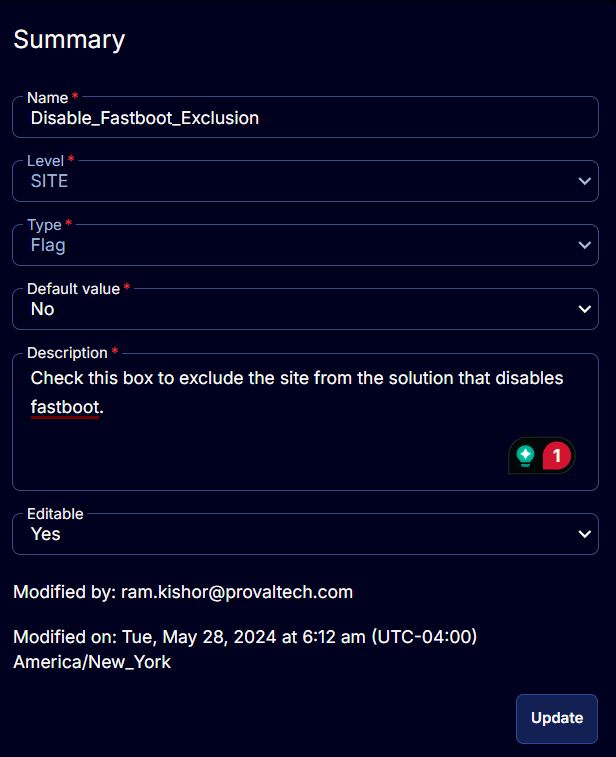 Summary
Name *
Disable_Fastboot_Exclusion
Level *
SITE
Type *
Flag
Default value *
No
Description *
Check this box to exclude the site from the solution that disables
fastboot.
1
Editable
Yes
Modified by: ram.kishor@provaltech.com
Modified on: Tue, May 28, 2024 at 6:12 am (UTC-04:00)
America/New_York
Update